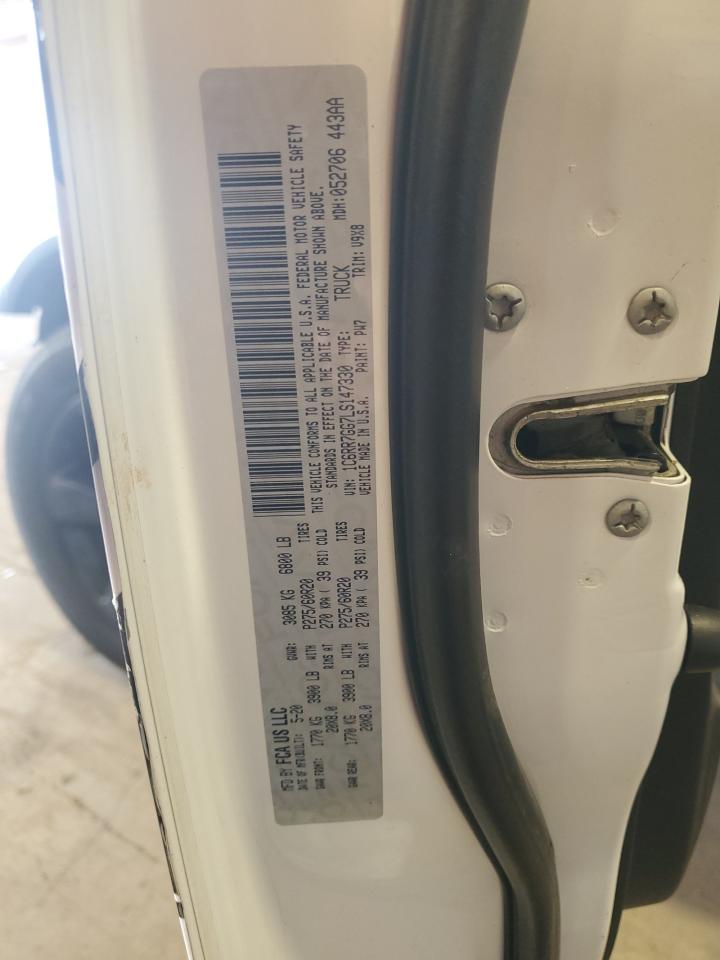 MFD BY FCA US LLC
DATE OF MFR(BUILT): 5-20 GVWR: 3085 KG 6800 LB
GAWR FRONT: 1770 KG 3900 LB WITH P275/60R20 TIRES
20X8.0 RIMS AT 270 KPA ( 39 PSI) COLD
GAWR REAR: 1770 KG 3900 LB WITH P275/60R20 TIRES
20X8.0 RIMS AT 270 KPA ( 39 PSI) COLD
THIS VEHICLE CONFORMS TO ALL APPLICABLE U.S.A. FEDERAL MOTOR VEHICLE SAFETY
STANDARDS IN EFFECT ON THE DATE OF MANUFACTURE SHOWN ABOVE.
VIN: 1C6RR7GG7LS147330 TYPE: TRUCK MDH:052706 443AA
VEHICLE MADE IN U.S.A. PAINT: PW7 TRIM: V9X8